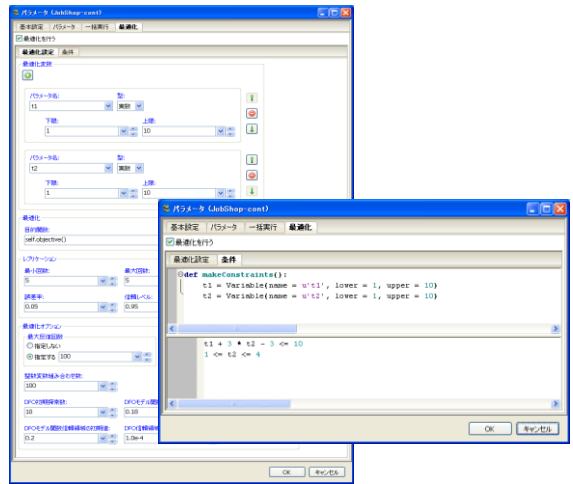 パラメータ (JobShop-cont)
基本設定 パラメータ 一括実行 最適化
最適化を行う
最適化設定 条件
最適化変数
パラメータ名: 型:
t1 実数
下限: 上限:
1 10
パラメータ名: 型:
t2 実数
下限: 上限:
1 10
最適化
目的関数:
self.objective()
レプリケーション
最小回数: 最大回数:
5 5
誤差率: 信頼レベル:
0.05 0.95
最適化オプション
最大反復回数
指定しない
指定する 100
整数変数組み合わせ数:
100
DFO初期探索数: DFOモデル関数
10 0.10
DFOモデル関数信頼領域の初期値: DFO信頼領域
0.2 1.0e-4
OK キャンセル
パラメータ (JobShop-cont)
基本設定 パラメータ 一括実行 最適化
最適化を行う
最適化設定 条件
def makeConstraints():
t1 = Variable(name = u't1', lower = 1, upper = 10)
t2 = Variable(name = u't2', lower = 1, upper = 10)
t1 + 3 * t2 - 3 <= 10
1 <= t2 <= 4
OK キャンセル